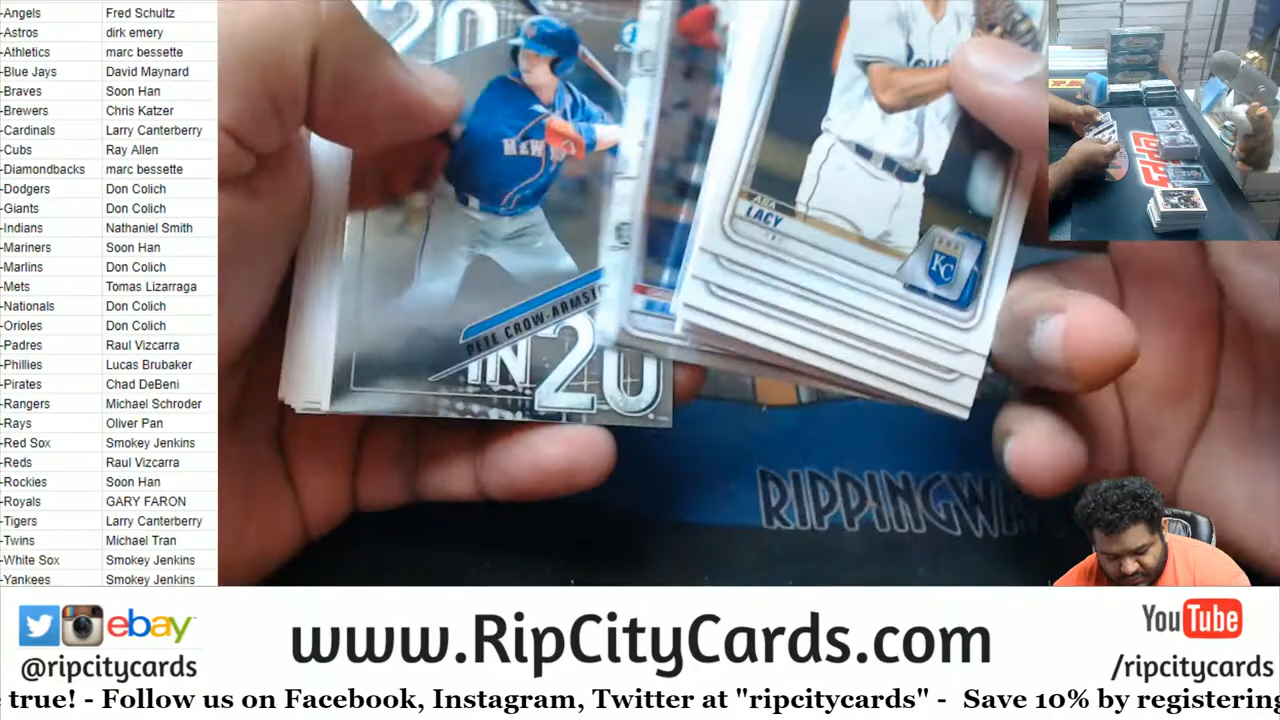 -Angels Fred Schultz
-Astros dirk emery
-Athletics marc bessette
-Blue Jays David Maynard
-Braves Soon Han
-Brewers Chris Katzer
-Cardinals Larry Canterberry
-Cubs Ray Allen
-Diamondbacks marc bessette
-Dodgers Don Colich
-Giants Don Colich
-Indians Nathaniel Smith
-Mariners Soon Han
-Marlins Don Colich
-Mets Tomas Lizarraga
-Nationals Don Colich
-Orioles Don Colich
-Padres Raul Vizcarra
-Phillies Lucas Brubaker
-Pirates Chad DeBeni
-Rangers Michael Schroder
-Rays Oliver Pan
-Red Sox Smokey Jenkins
-Reds Raul Vizcarra
-Rockies Soon Han
-Royals GARY FARON
-Tigers Larry Canterberry
-Twins Michael Tran
-White Sox Smokey Jenkins
-Yankees Smokey Jenkins
20
NEW
PETE CROW-ARMST
IN 20
ASA
LACY
KC
RIPPINGW
ebay
@ripcitycards
www.RipCityCards.com
YouTube
/ripcitycards
true! - Follow us on Facebook, Instagram, Twitter at "ripcitycards" - Save 10% by registering